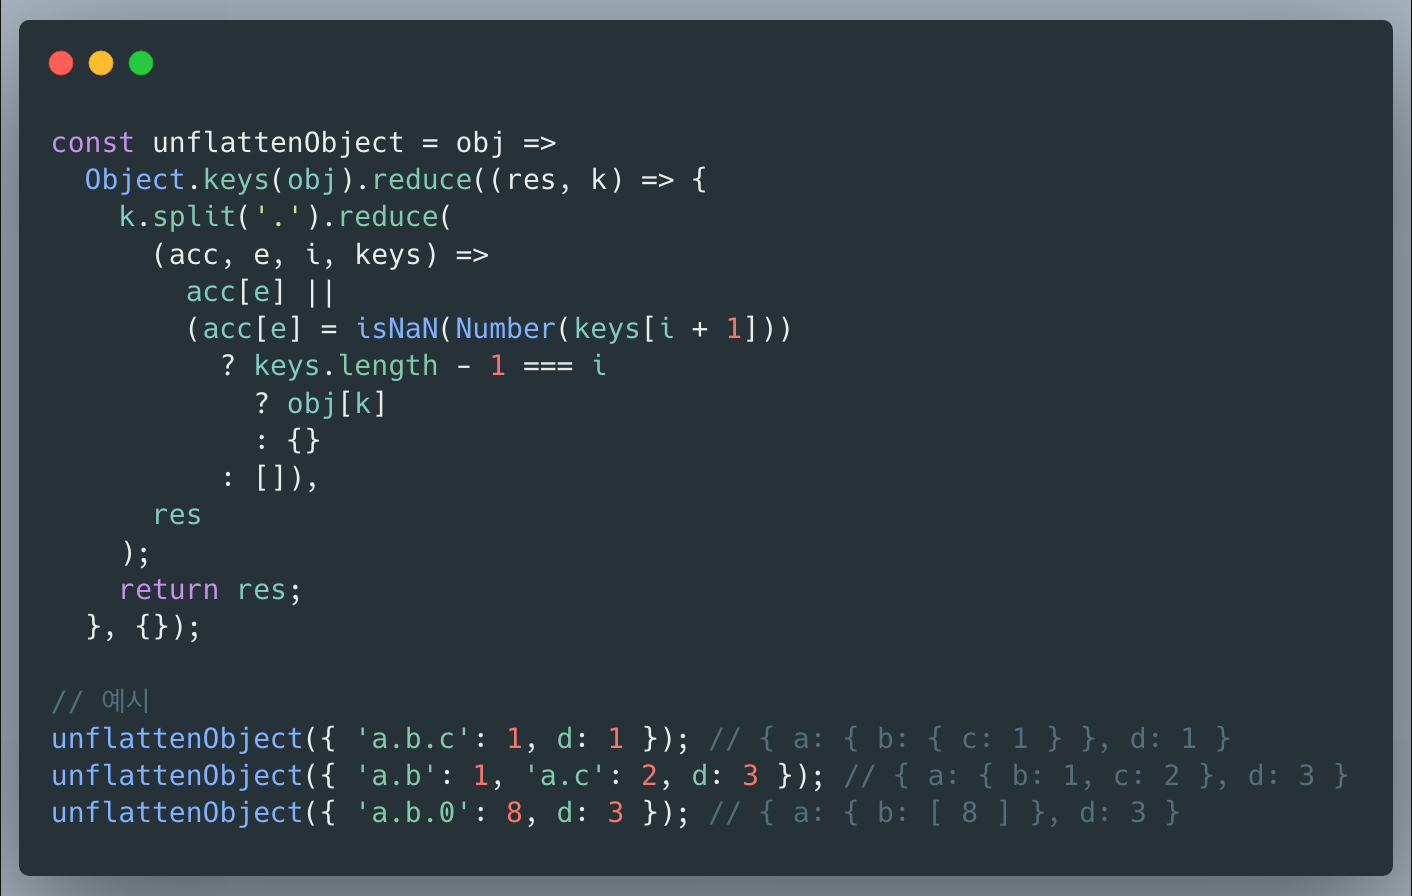 const unflattenObject = obj =>
  Object.keys(obj).reduce((res, k) => {
    k.split('.').reduce(
      (acc, e, i, keys) =>
        acc[e] ||
        (acc[e] = isNaN(Number(keys[i + 1]))
          ? keys.length - 1 === i
            ? obj[k]
            : {}
          : []),
      res
    );
    return res;
  }, {});
// 예시
unflattenObject({ 'a.b.c': 1, d: 1 }); // { a: { b: { c: 1 } }, d: 1 }
unflattenObject({ 'a.b': 1, 'a.c': 2, d: 3 }); // { a: { b: 1, c: 2 }, d: 3 }
unflattenObject({ 'a.b.0': 8, d: 3 }); // { a: { b: [ 8 ] }, d: 3 }